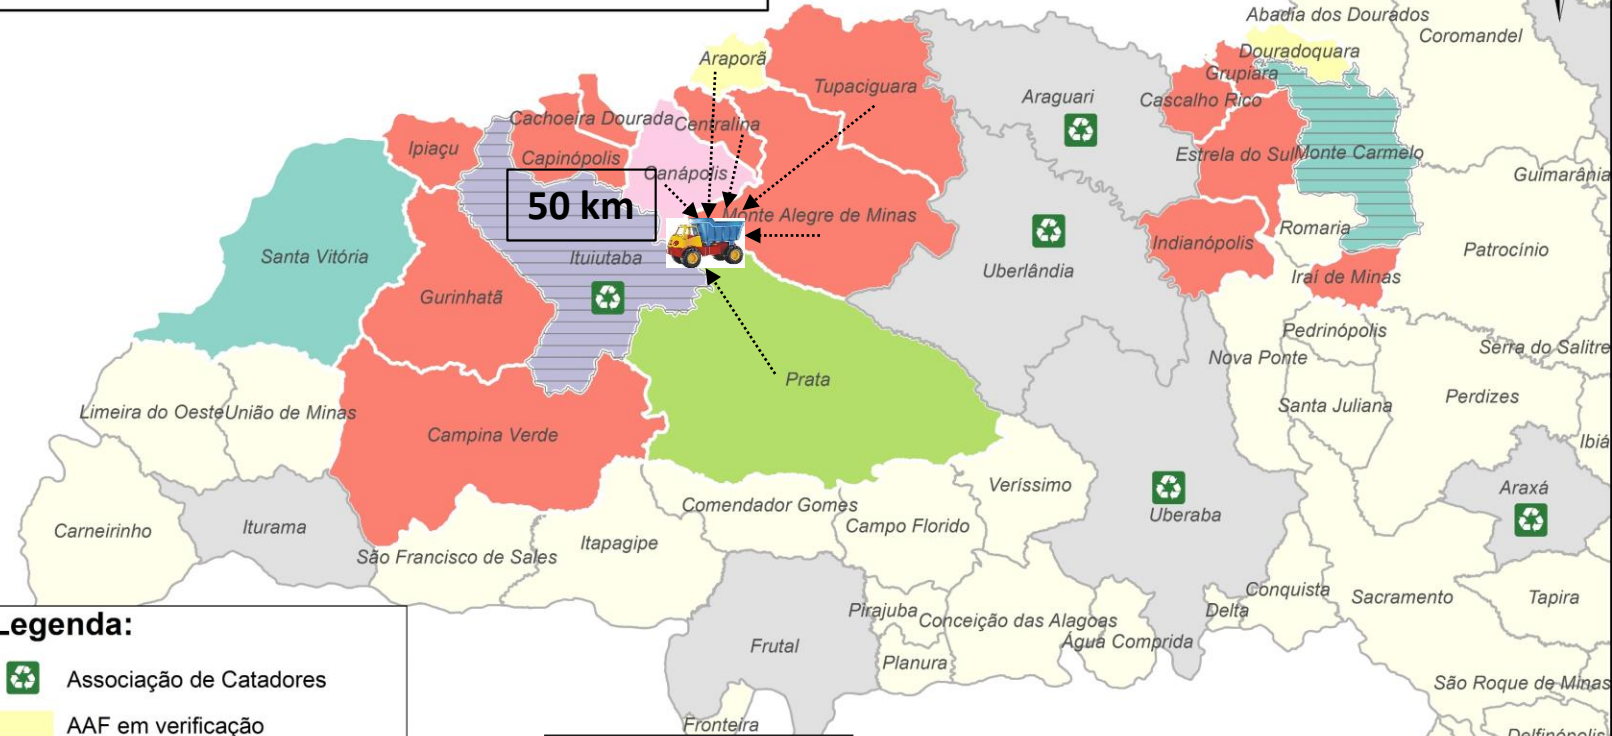 Abadia dos Dourados
Coromandel
Douradoquara
Araporã
Grupiara
Tupaciguara
Araguari
Cascalho Rico
Cachoeira Dourada
Centralina
Ipiaçu
Capinópolis
Estrela do Sul
Monte Carmelo
Canápolis
Guimarânia
50 km
Monte Alegre de Minas
Romaria
Indianópolis
Patrocínio
Santa Vitória
Ituiutaba
Uberlândia
Iraí de Minas
Gurinhatã
Pedrinópolis
Serra do Salitre
Nova Ponte
Prata
Perdizes
Santa Juliana
Limeira do Oeste
União de Minas
Campina Verde
Ibiá
Veríssimo
Araxá
Comendador Gomes
Uberaba
Carneirinho
Iturama
Campo Florido
Itapagipe
São Francisco de Sales
Conquista
Sacramento
Tapira
Pirajuba
Delta
Conceição das Alagoas
Água Comprida
Frutal
Planura
São Roque de Minas
Fronteira
Delfinópolis
Legenda:
Associação de Catadores
AAF em verificação